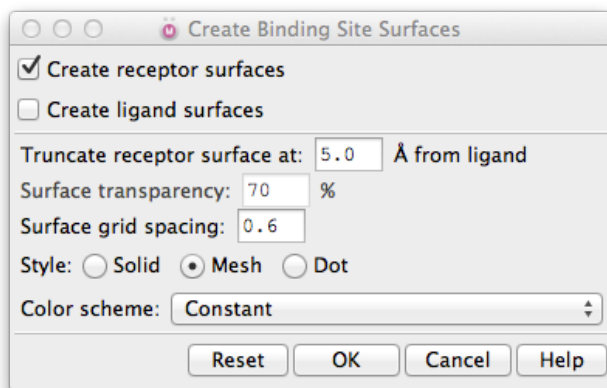 Create Binding Site Surfaces
Create receptor surfaces
Create ligand surfaces
Truncate receptor surface at: 5.0 Å from ligand
Surface transparency: 70 %
Surface grid spacing: 0.6
Style: Solid Mesh Dot
Color scheme: Constant
Reset OK Cancel Help